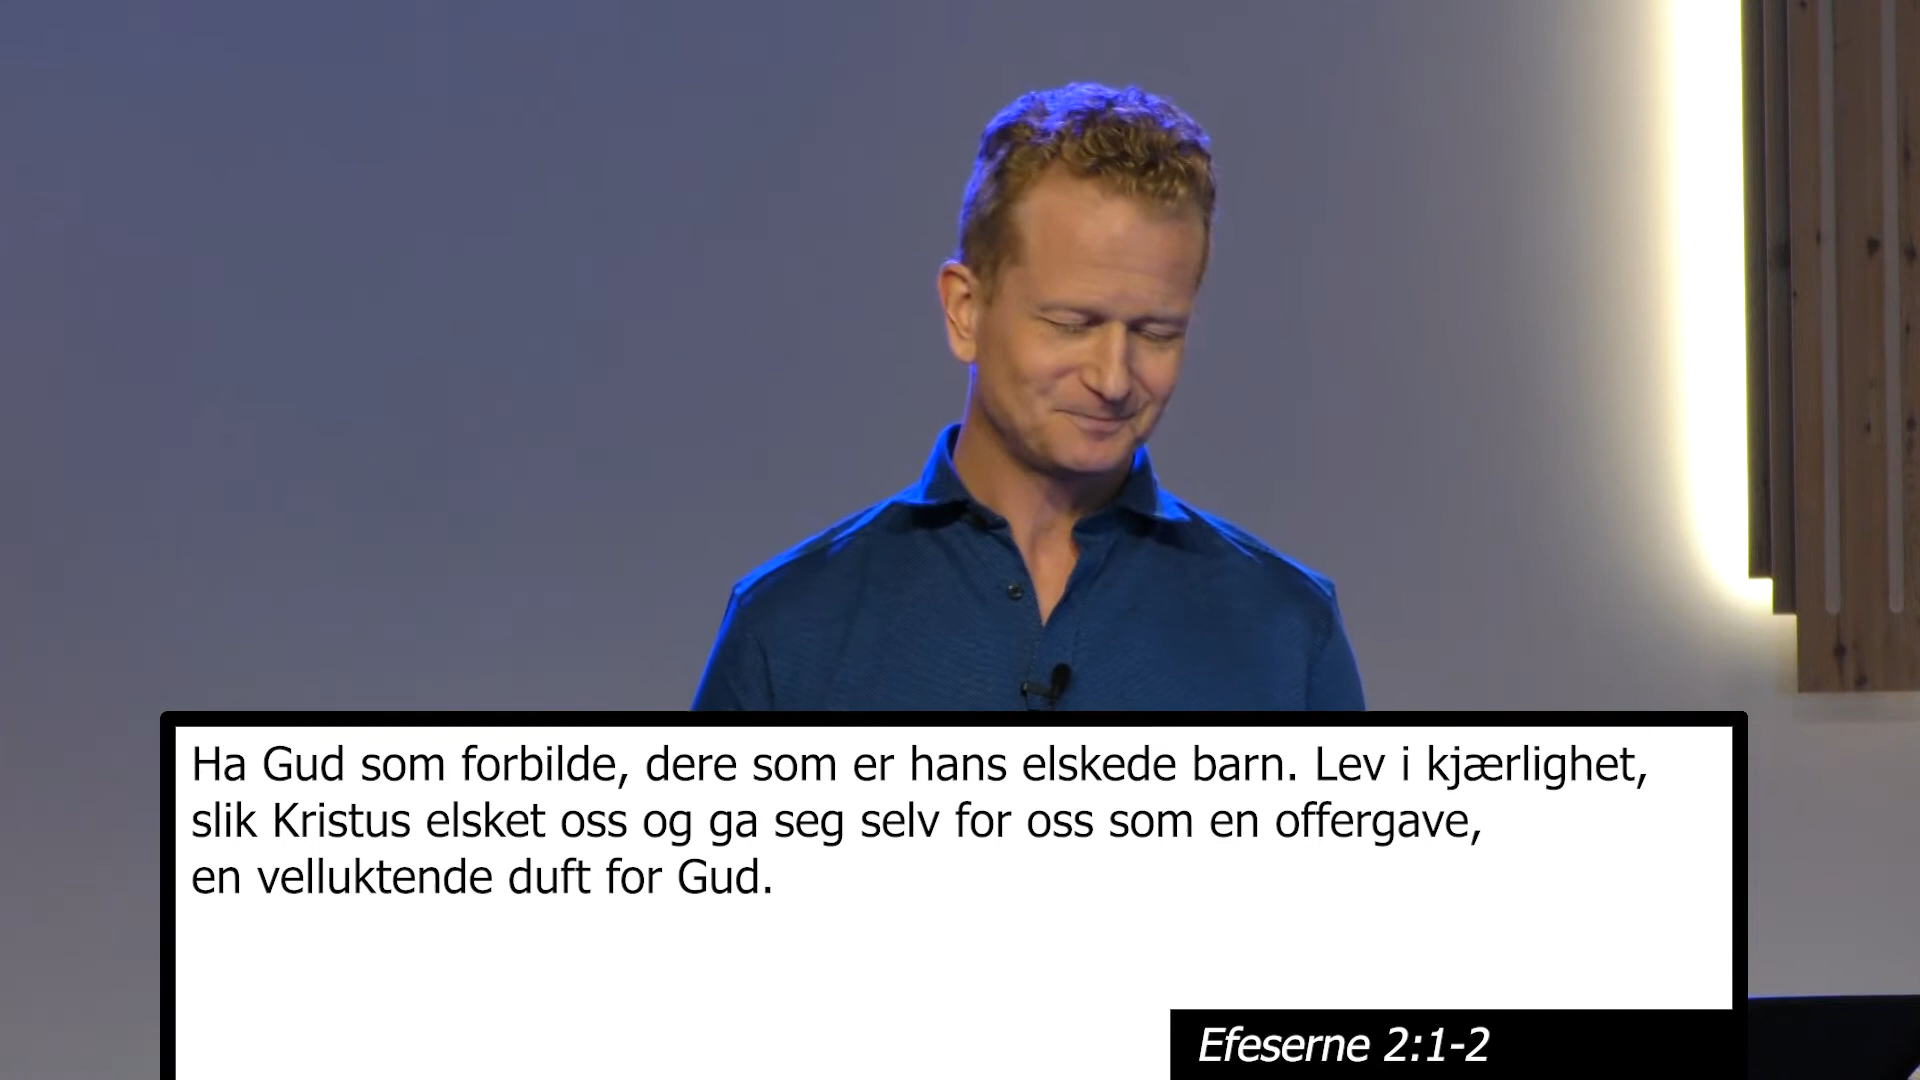 Ha Gud som forbilde, dere som er hans elskede barn. Lev i kjærlighet,
slik Kristus elsket oss og ga seg selv for oss som en offergave,
en velluktende duft for Gud.
Efeserne 2:1-2